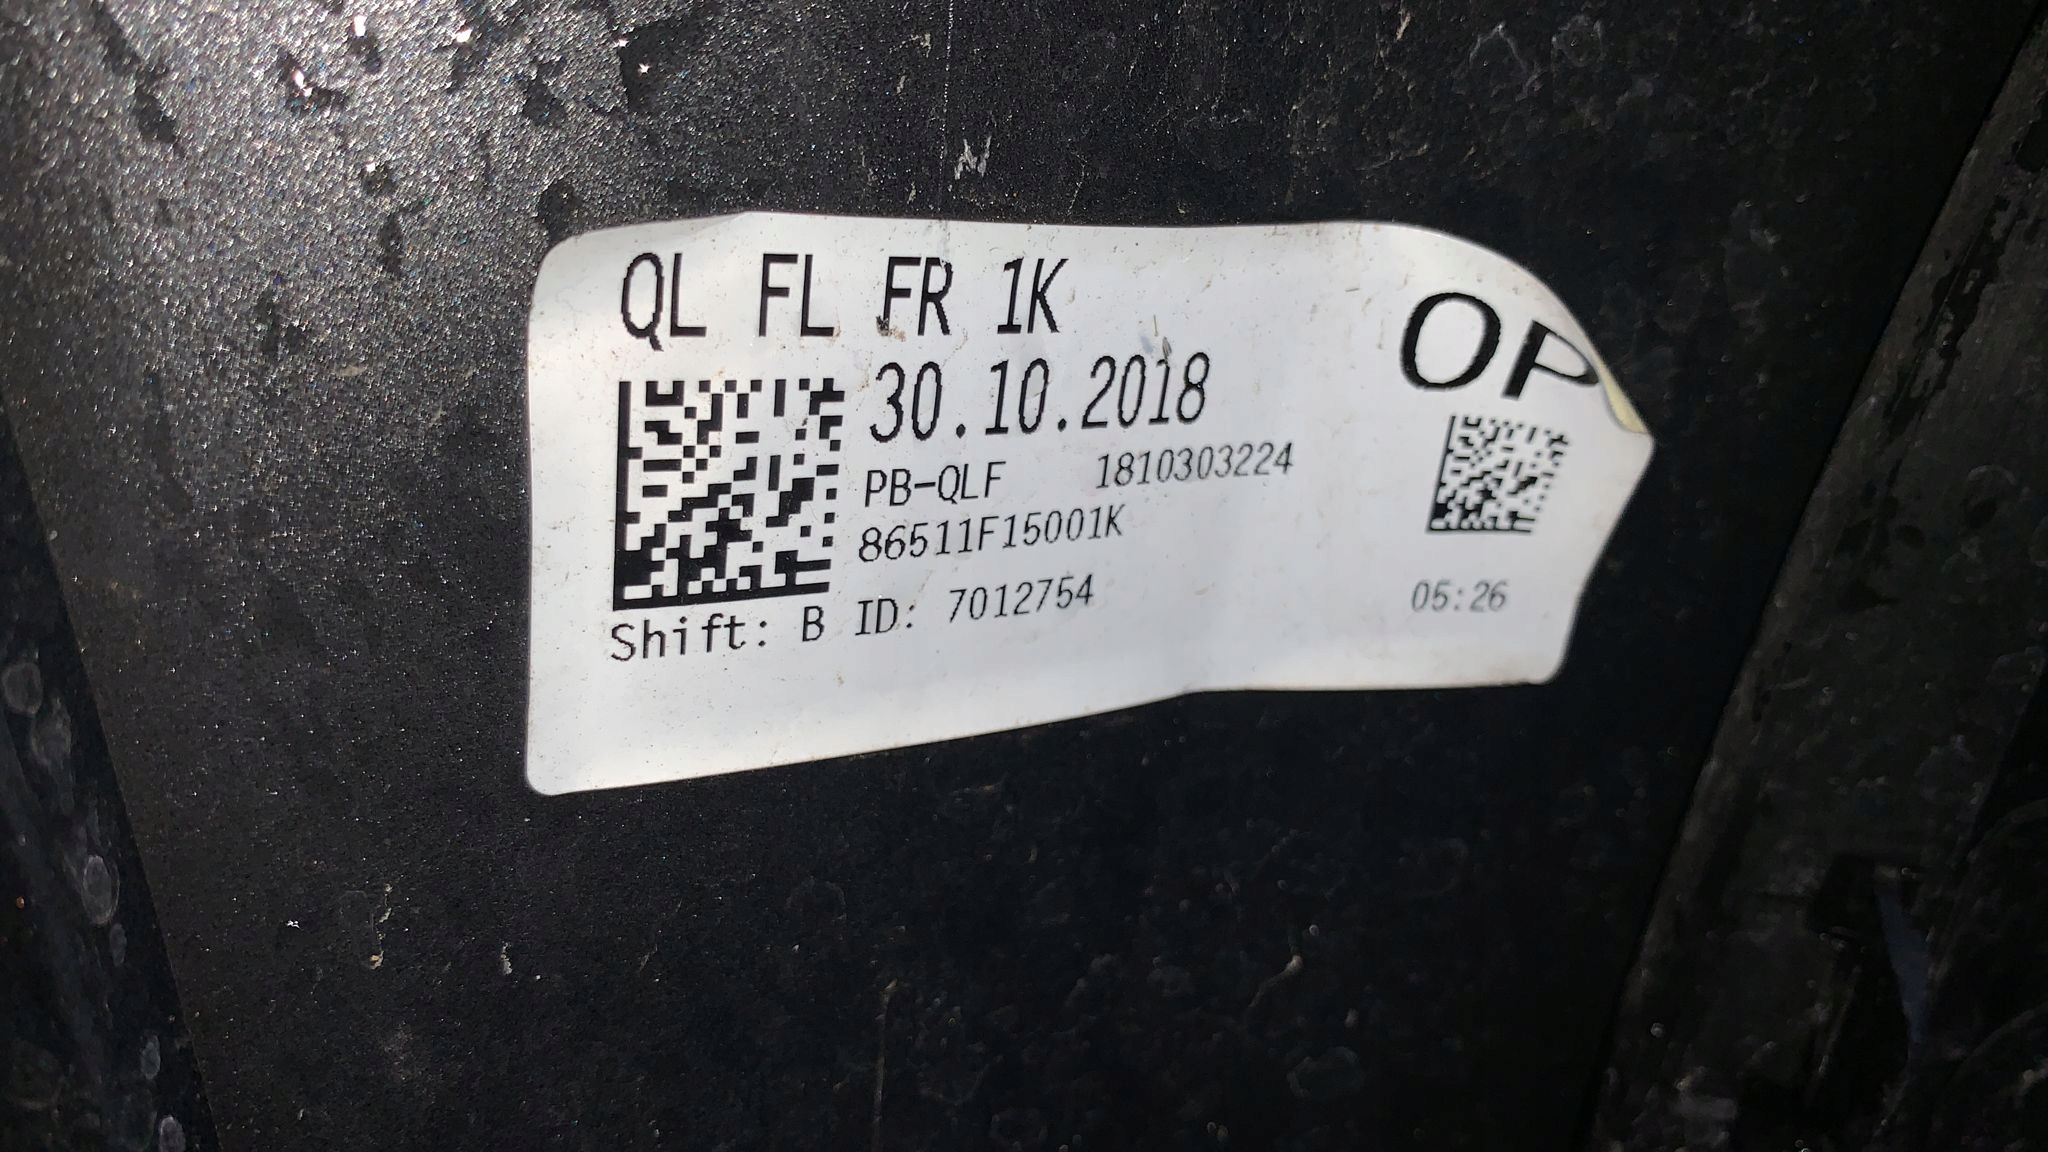 QL FL FR 1K
OP
30.10.2018
PB-QLF 1810303224
86511F15001K
Shift: B ID: 7012754
05:26